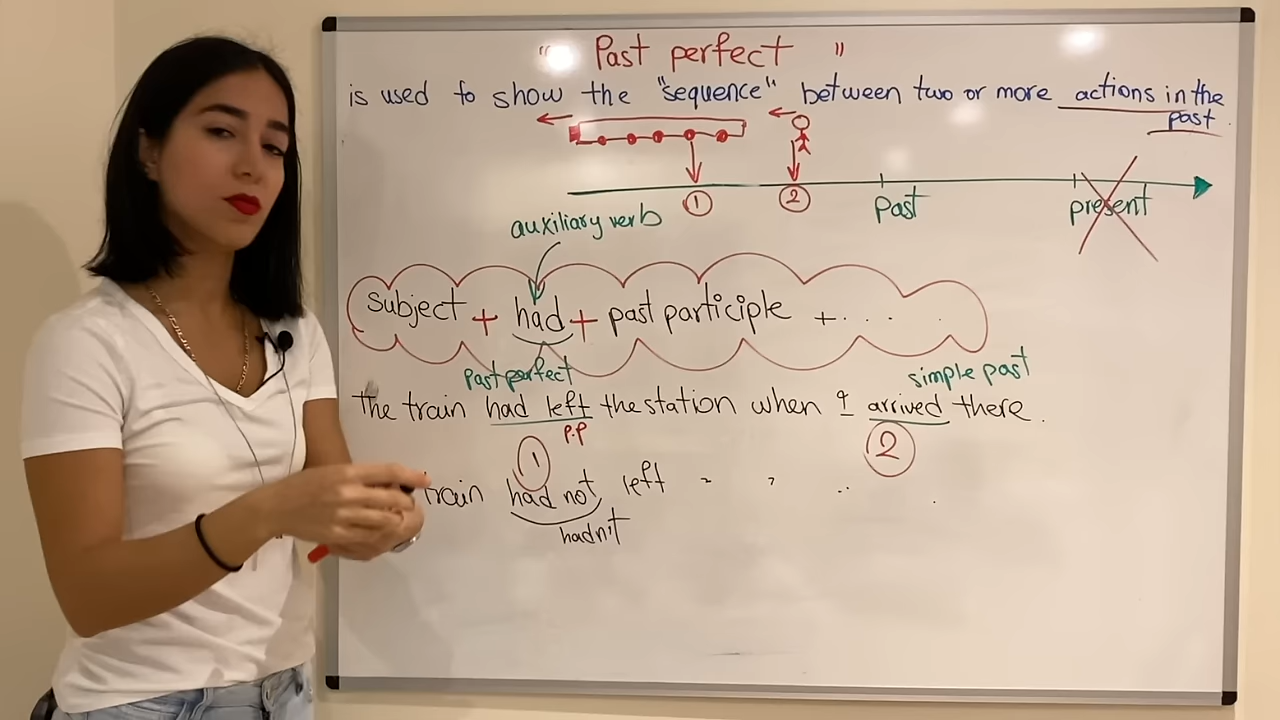 " Past perfect "
is used to show the "sequence" between two or more actions in the
past.
1 2 past present
auxiliary verb
subject + had + past participle + . . . .
past perfect simple past
The train had left the station when I arrived there.
P.P
1 2
train had not left " " " .
hadn't